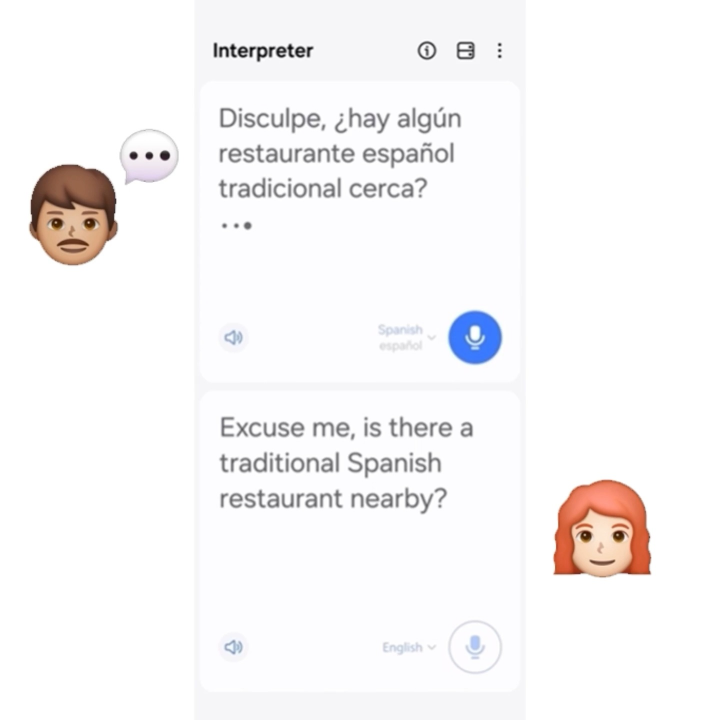 Interpreter
Disculpe, ¿hay algún
restaurante español
tradicional cerca?
Spanish
español
Excuse me, is there a
traditional Spanish
restaurant nearby?
English